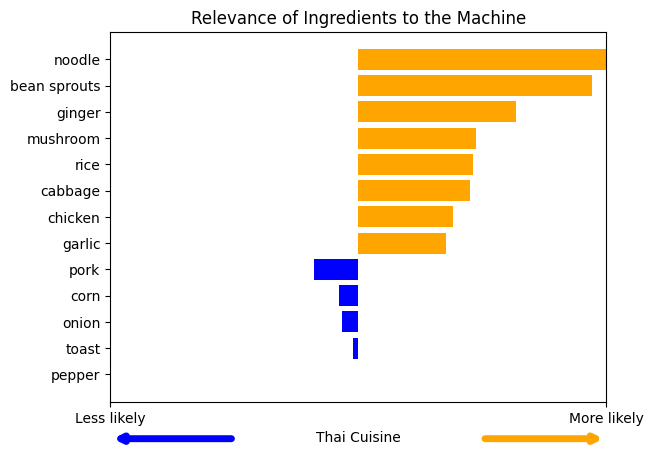 Relevance of Ingredients to the Machine
noodle
bean sprouts
ginger
mushroom
rice
cabbage
chicken
garlic
pork
corn
onion
toast
pepper
Less likely
More likely
Thai Cuisine